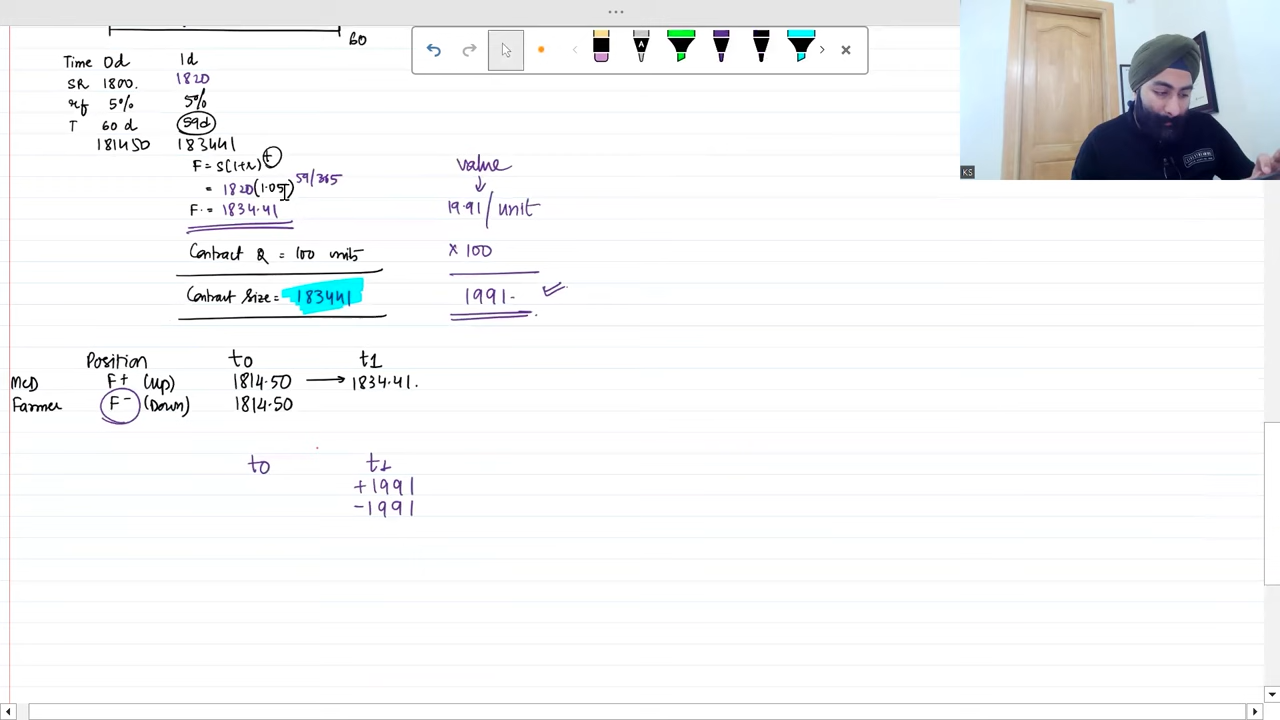 60
Time 0d 1d
SR 1800. 1820
rf 5% 5%
T 60 d 59d
181450 183441
F = S(1+r)^t
= 1820(1.05)^59/365
F. = 1834.41
Contract Q = 100 units
Contract Size = 183441
value
↓
19.91/unit
× 100
1991.
Position t0 t1
McD F+ (Up) 1814.50 → 1834.41.
Farmer F- (Down) 1814.50
t0 t1
+1991
-1991
KS